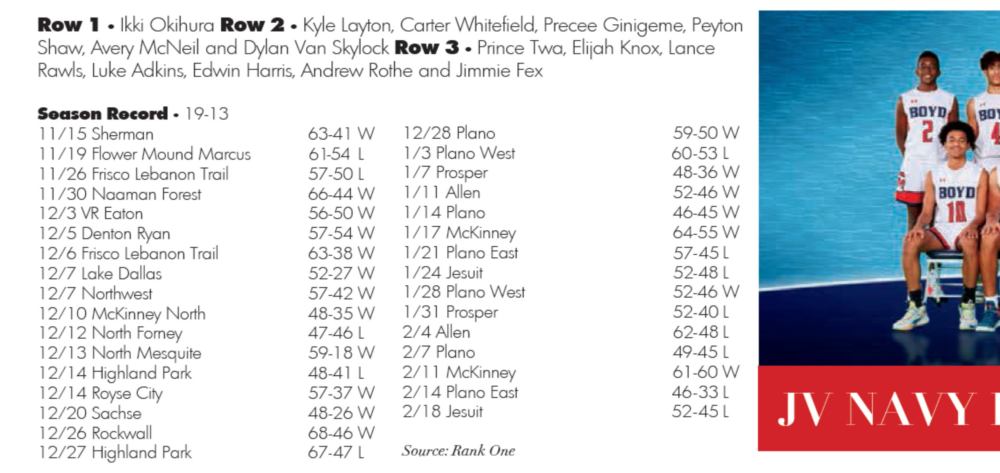 Row 1 • Ikki Okihura Row 2 • Kyle Layton, Carter Whitefield, Precee Ginigeme, Peyton
Shaw, Avery McNeil and Dylan Van Skylock Row 3 • Prince Twa, Elijah Knox, Lance
Rawls, Luke Adkins, Edwin Harris, Andrew Rothe and Jimmie Fex
Season Record • 19-13
11/15 Sherman 63-41 W
11/19 Flower Mound Marcus 61-54 L
11/26 Frisco Lebanon Trail 57-50 L
11/30 Naaman Forest 66-44 W
12/3 VR Eaton 56-50 W
12/5 Denton Ryan 57-54 W
12/6 Frisco Lebanon Trail 63-38 W
12/7 Lake Dallas 52-27 W
12/7 Northwest 57-42 W
12/10 McKinney North 48-35 W
12/12 North Forney 47-46 L
12/13 North Mesquite 59-18 W
12/14 Highland Park 48-41 L
12/14 Royse City 57-37 W
12/20 Sachse 48-26 W
12/26 Rockwall 68-46 W
12/27 Highland Park 67-47 L
12/28 Plano 59-50 W
1/3 Plano West 60-53 L
1/7 Prosper 48-36 W
1/11 Allen 52-46 W
1/14 Plano 46-45 W
1/17 McKinney 64-55 W
1/21 Plano East 57-45 L
1/24 Jesuit 52-48 L
1/28 Plano West 52-46 W
1/31 Prosper 52-40 L
2/4 Allen 62-48 L
2/7 Plano 49-45 L
2/11 McKinney 61-60 W
2/14 Plano East 46-33 L
2/18 Jesuit 52-45 L
Source: Rank One
BOYD
2
BOY
4
BOYD
10
JV NAVY